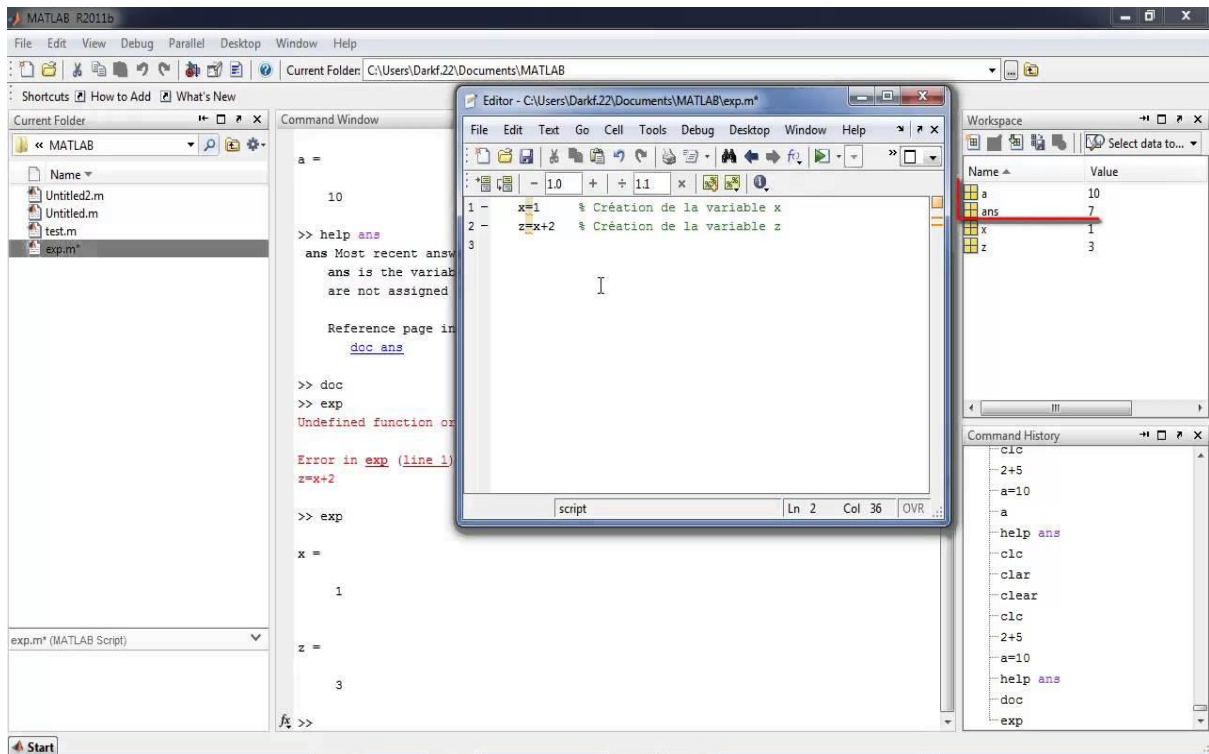 MATLAB R2011b
File Edit View Debug Parallel Desktop Window Help
Current Folder: C:\Users\Darkf.22\Documents\MATLAB
Shortcuts How to Add What's New
Current Folder
« MATLAB
Name
Untitled2.m
Untitled.m
test.m
exp.m*
exp.m* (MATLAB Script)
Command Window
a =
10
>> help ans
ans Most recent answ
ans is the variab
are not assigned
Reference page in
doc ans
>> doc
>> exp
Undefined function or
Error in exp (line 1)
z=x+2
>> exp
x =
1
z =
3
fx >>
Editor - C:\Users\Darkf.22\Documents\MATLAB\exp.m*
File Edit Text Go Cell Tools Debug Desktop Window Help
− 1.0 + ÷ 1.1 ×
1 − x=1 % Création de la variable x
2 − z=x+2 % Création de la variable z
3
script Ln 2 Col 36 OVR
Workspace
Select data to...
Name Value
a 10
ans 7
x 1
z 3
Command History
clc
2+5
a=10
a
help ans
clc
clar
clear
clc
2+5
a=10
help ans
doc
exp
Start